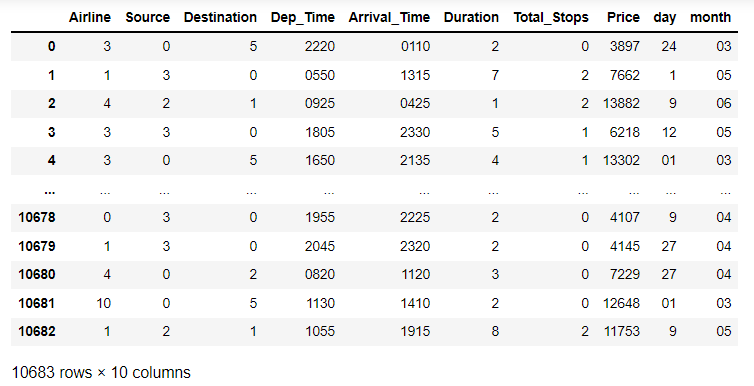 Airline Source Destination Dep_Time Arrival_Time Duration Total_Stops Price day month
0 3 0 5 2220 0110 2 0 3897 24 03
1 1 3 0 0550 1315 7 2 7662 1 05
2 4 2 1 0925 0425 1 2 13882 9 06
3 3 3 0 1805 2330 5 1 6218 12 05
4 3 0 5 1650 2135 4 1 13302 01 03
... ... ... ... ... ... ... ... ... ... ...
10678 0 3 0 1955 2225 2 0 4107 9 04
10679 1 3 0 2045 2320 2 0 4145 27 04
10680 4 0 2 0820 1120 3 0 7229 27 04
10681 10 0 5 1130 1410 2 0 12648 01 03
10682 1 2 1 1055 1915 8 2 11753 9 05
10683 rows × 10 columns